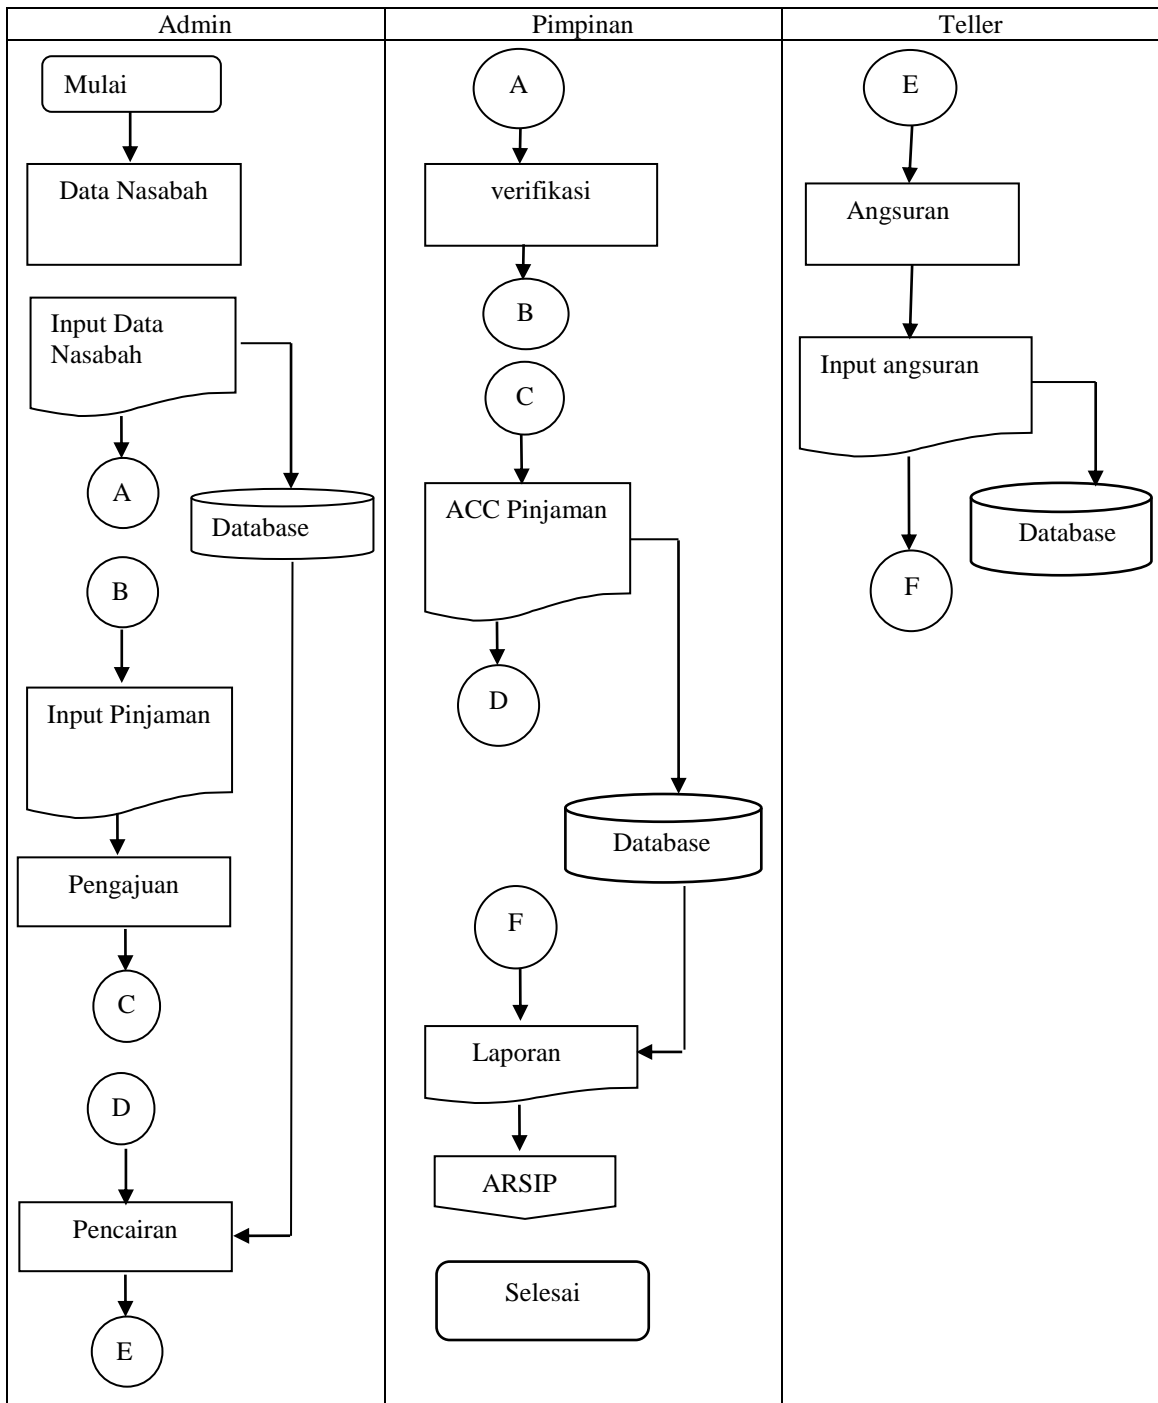 Admin
Pimpinan
Teller
Mulai
Data Nasabah
Input Data
Nasabah
A
Database
B
Input Pinjaman
Pengajuan
C
D
Pencairan
E
A
verifikasi
B
C
ACC Pinjaman
D
Database
F
Laporan
ARSIP
Selesai
E
Angsuran
Input angsuran
Database
F